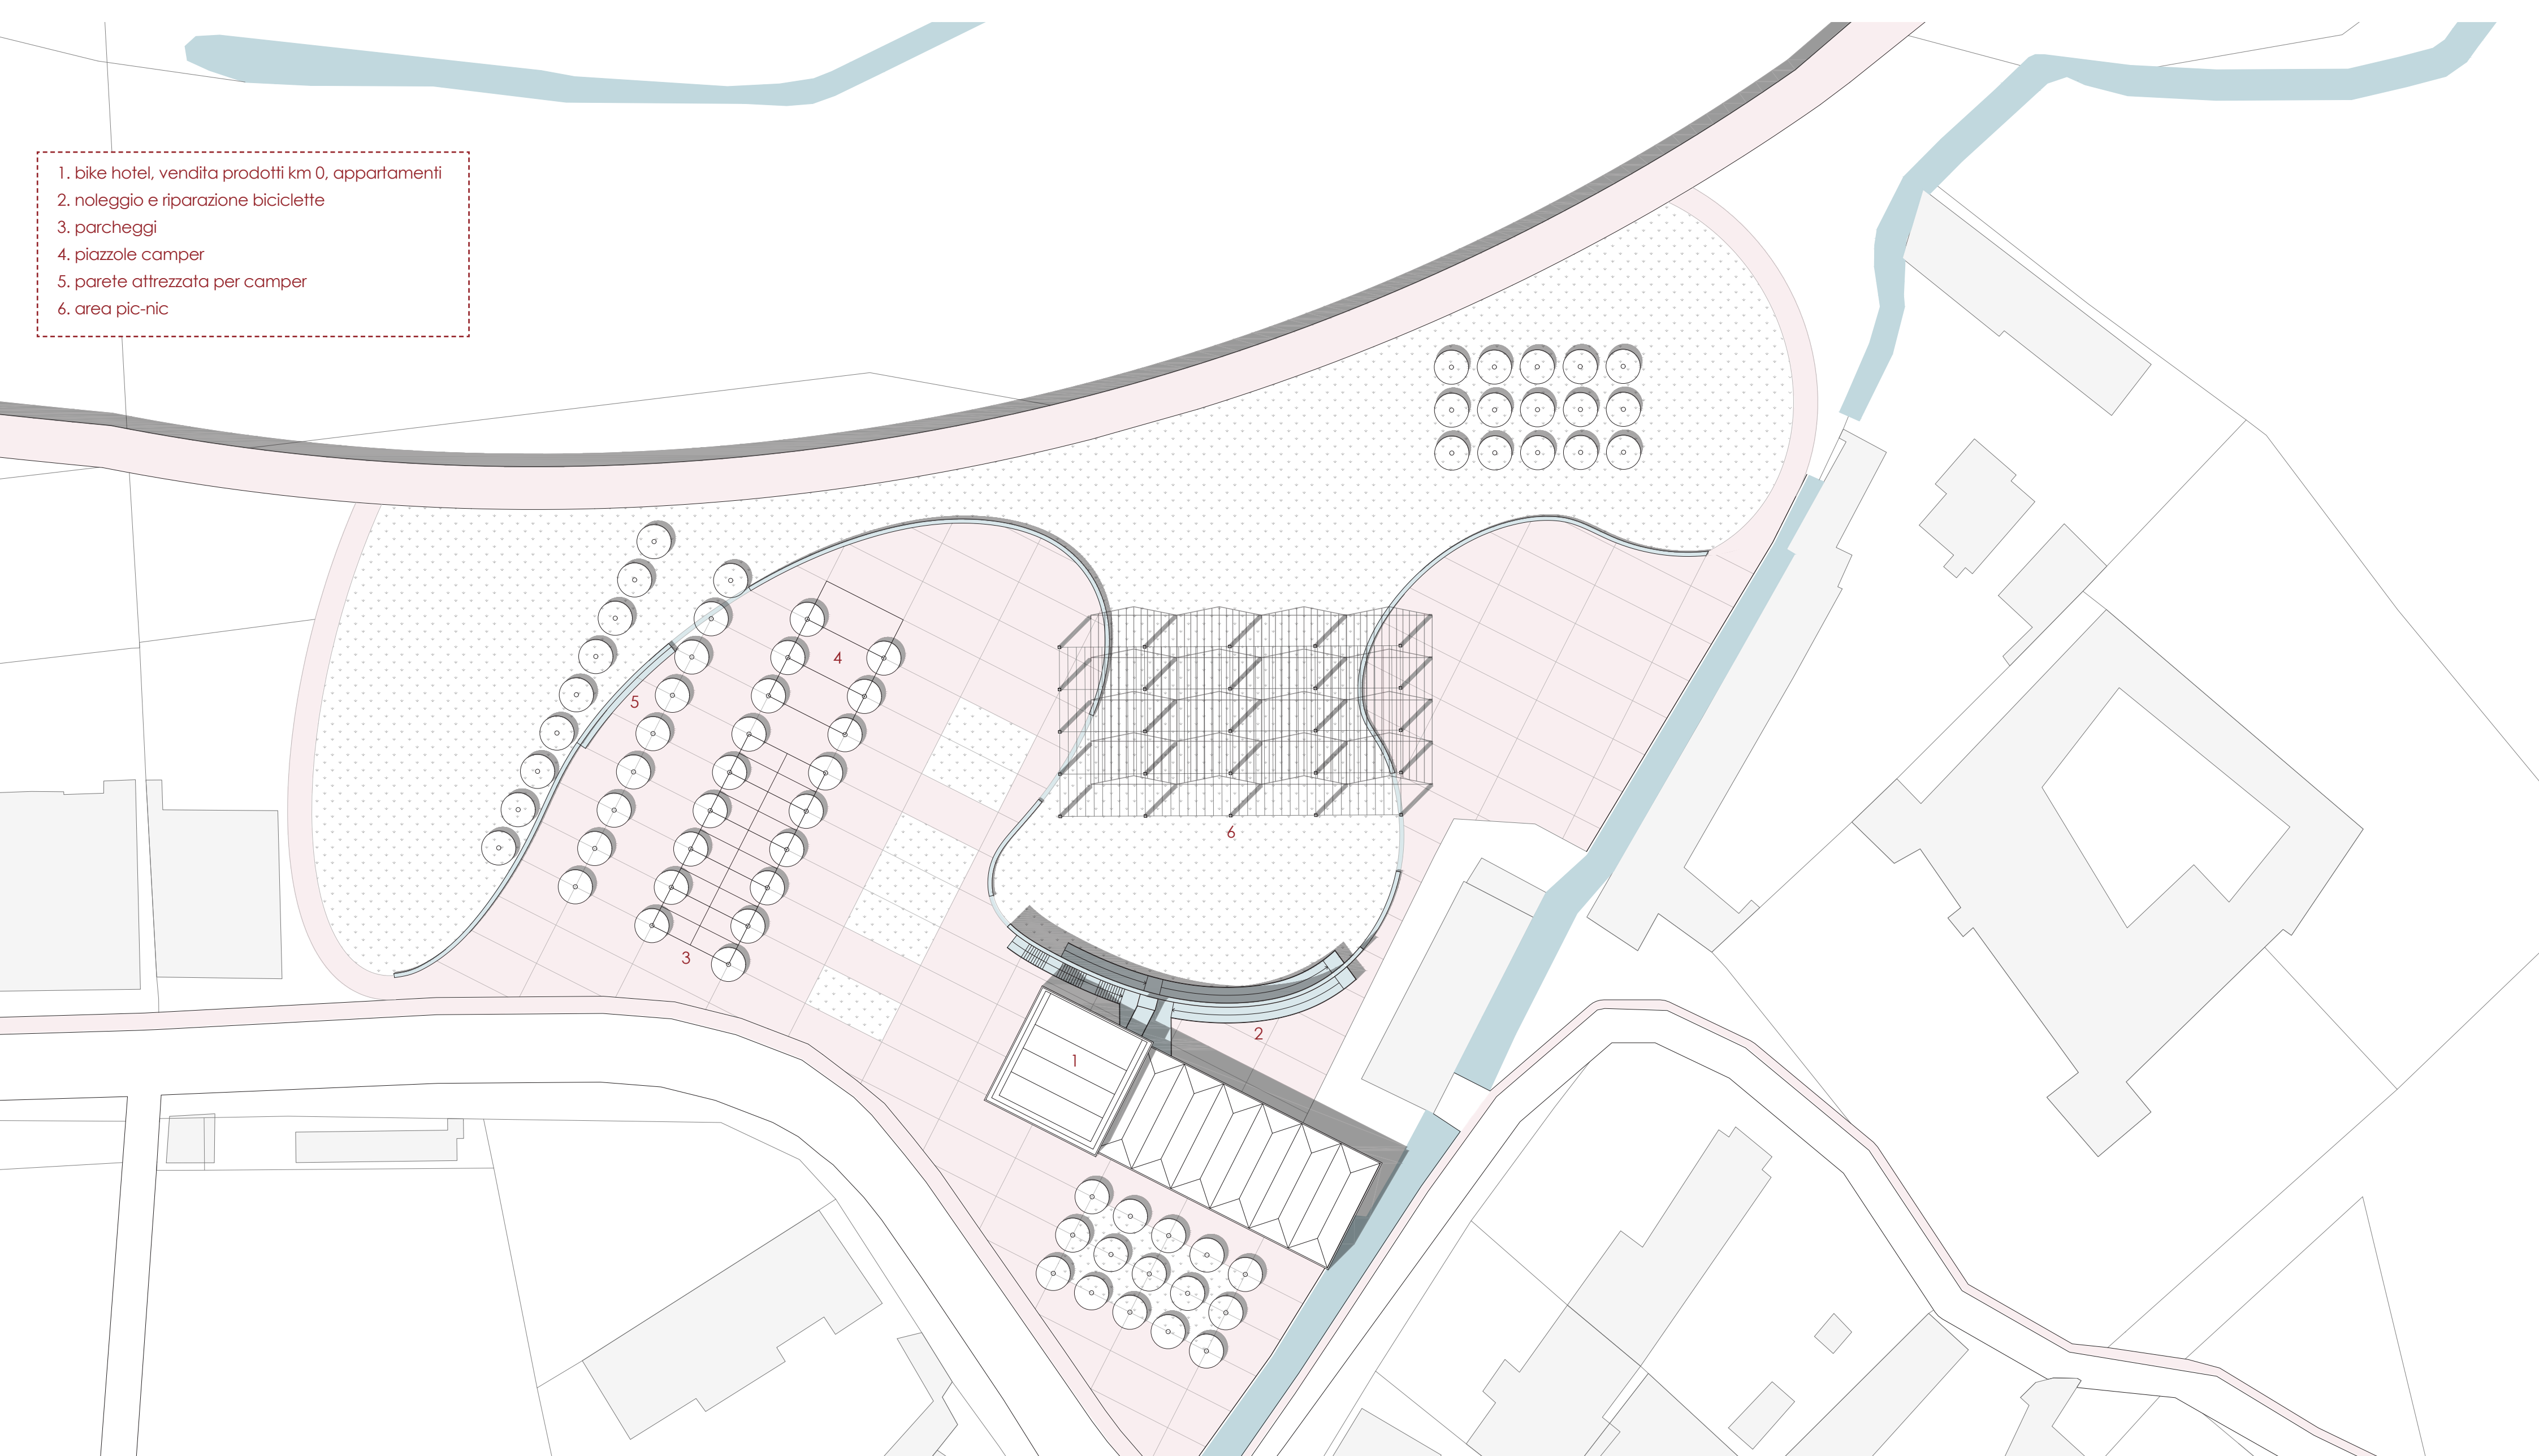 1. bike hotel, vendita prodotti km 0, appartamenti
2. noleggio e riparazione biciclette
3. parcheggi
4. piazzole camper
5. parete attrezzata per camper
6. area pic-nic
4
5
6
3
2
1